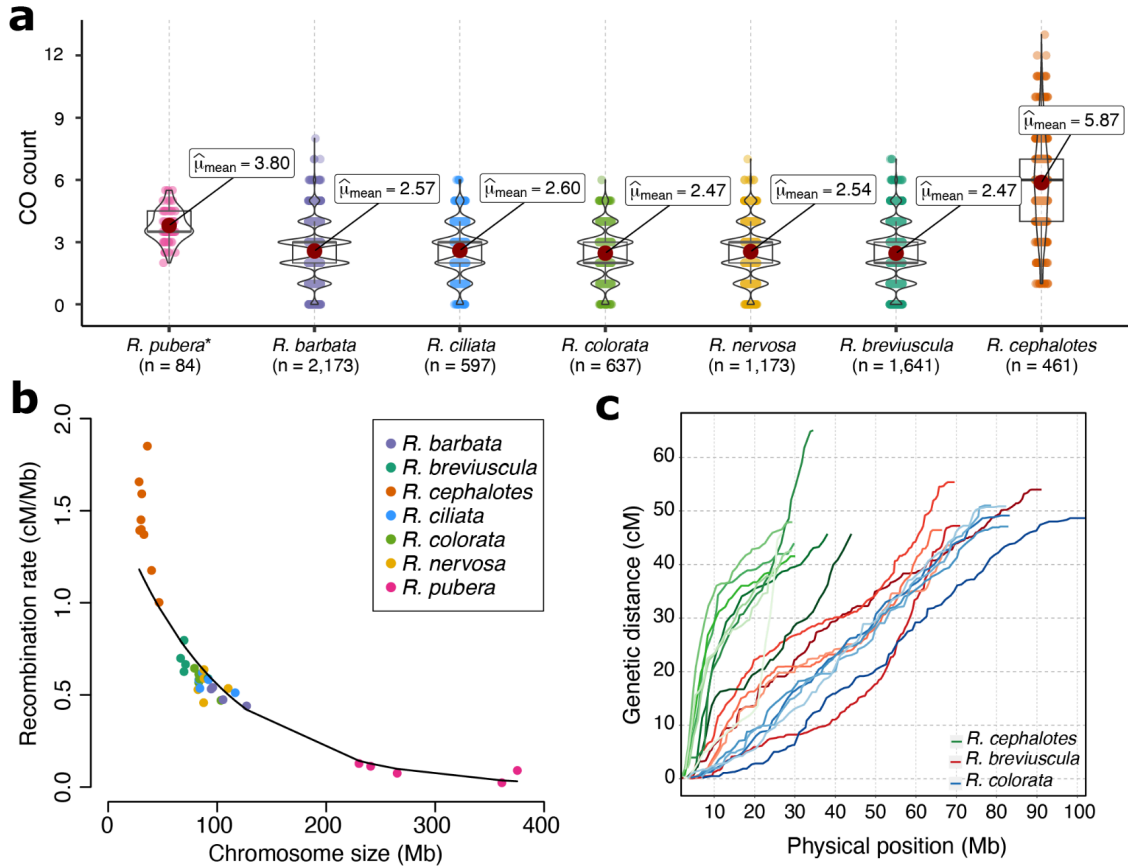 a
CO count
12
9
6
3
0
μ̂mean = 3.80
μ̂mean = 2.57
μ̂mean = 2.60
μ̂mean = 2.47
μ̂mean = 2.54
μ̂mean = 2.47
μ̂mean = 5.87
R. pubera*
(n = 84)
R. barbata
(n = 2,173)
R. ciliata
(n = 597)
R. colorata
(n = 637)
R. nervosa
(n = 1,173)
R. breviuscula
(n = 1,641)
R. cephalotes
(n = 461)
b
Recombination rate (cM/Mb)
2.0
1.5
1.0
0.5
0.0
R. barbata
R. breviuscula
R. cephalotes
R. ciliata
R. colorata
R. nervosa
R. pubera
0
100
200
300
400
Chromosome size (Mb)
c
Genetic distance (cM)
60
50
40
30
20
10
0
R. cephalotes
R. breviuscula
R. colorata
10 20 30 40 50 60 70 80 90 100
Physical position (Mb)